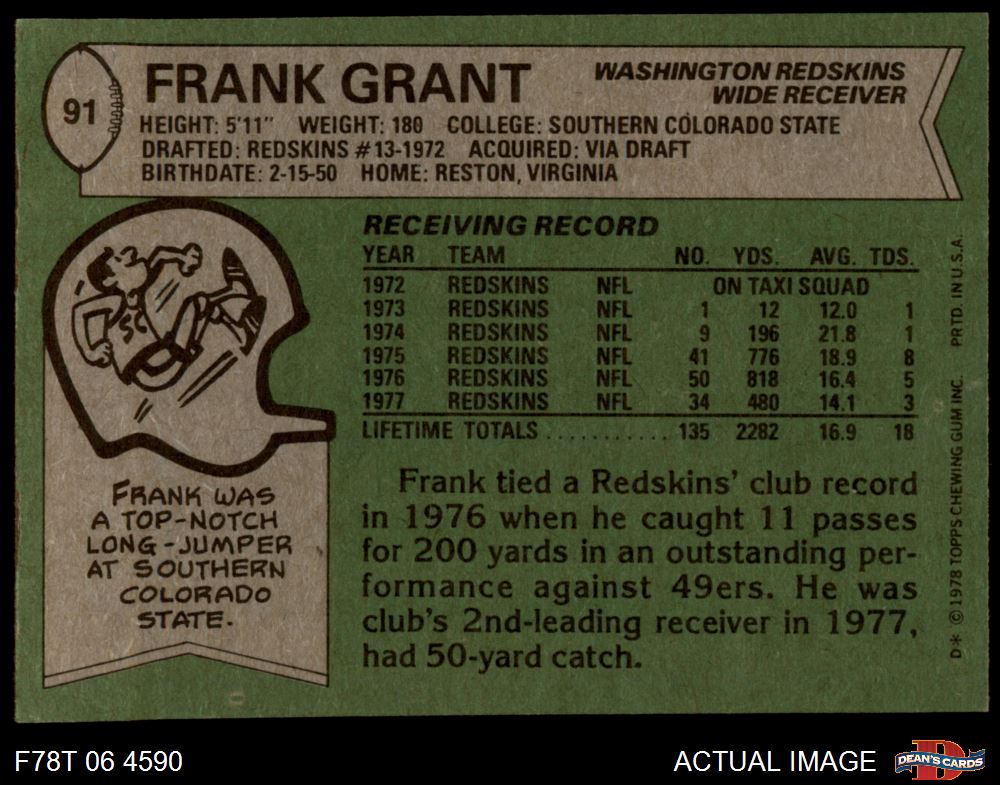 91
FRANK GRANT
WASHINGTON REDSKINS
WIDE RECEIVER
HEIGHT: 5'11" WEIGHT: 180 COLLEGE: SOUTHERN COLORADO STATE
DRAFTED: REDSKINS #13-1972 ACQUIRED: VIA DRAFT
BIRTHDATE: 2-15-50 HOME: RESTON, VIRGINIA
SC
FRANK WAS
A TOP-NOTCH
LONG-JUMPER
AT SOUTHERN
COLORADO
STATE.
RECEIVING RECORD
YEAR TEAM NO. YDS. AVG. TDS.
1972 REDSKINS NFL ON TAXI SQUAD
1973 REDSKINS NFL 1 12 12.0 1
1974 REDSKINS NFL 9 196 21.8 1
1975 REDSKINS NFL 41 776 18.9 8
1976 REDSKINS NFL 50 818 16.4 5
1977 REDSKINS NFL 34 480 14.1 3
LIFETIME TOTALS ........... 135 2282 16.9 18
Frank tied a Redskins' club record
in 1976 when he caught 11 passes
for 200 yards in an outstanding per-
formance against 49ers. He was
club's 2nd-leading receiver in 1977,
had 50-yard catch.
D* ©1978 TOPPS CHEWING GUM INC. PRTD. IN U.S.A.
F78T 06 4590
ACTUAL IMAGE
DEAN'S CARDS